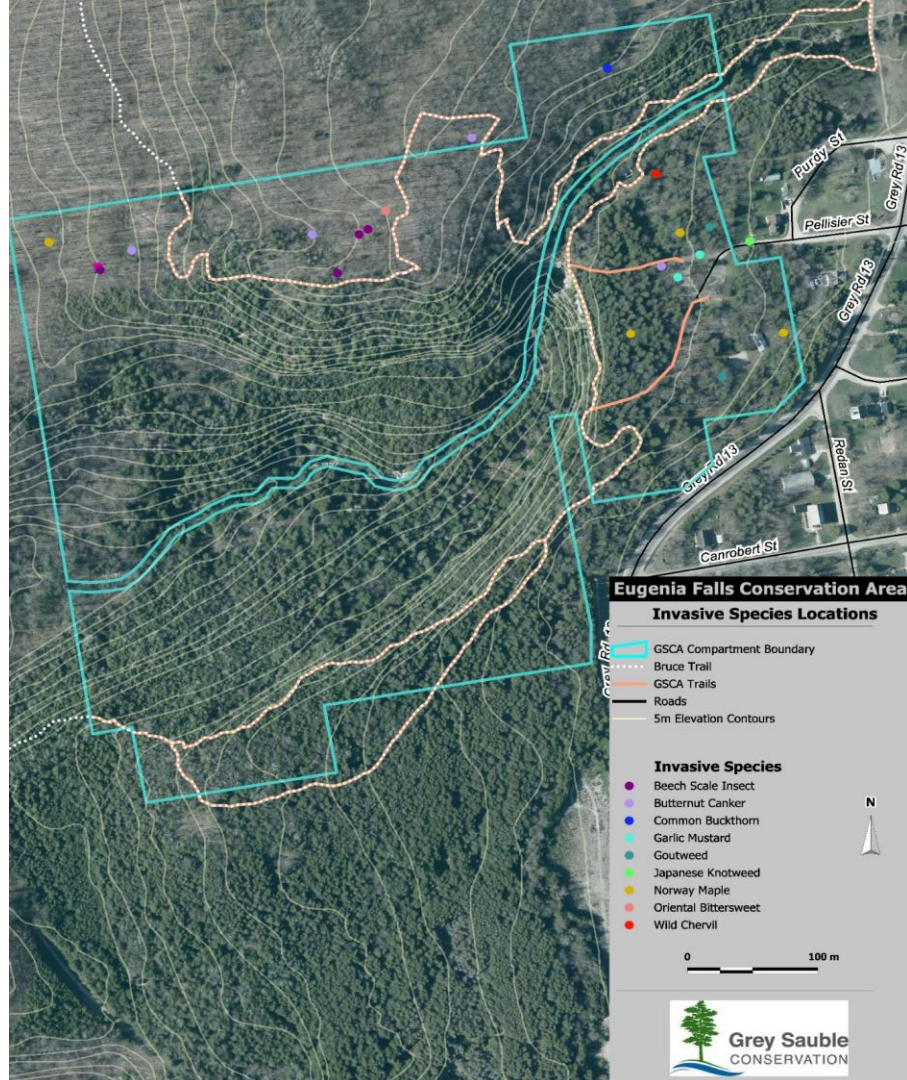 Purdy St
Grey Rd 13
Pellisier St
Grey Rd 13
Grey Rd 13
Redan St
Canrobert St
Grey Rd 13
Eugenia Falls Conservation Area
Invasive Species Locations
GSCA Compartment Boundary
Bruce Trail
GSCA Trails
Roads
5m Elevation Contours
Invasive Species
Beech Scale Insect
Butternut Canker
Common Buckthorn
Garlic Mustard
Goutweed
Japanese Knotweed
Norway Maple
Oriental Bittersweet
Wild Chervil
N
0 100 m
Grey Sauble
CONSERVATION